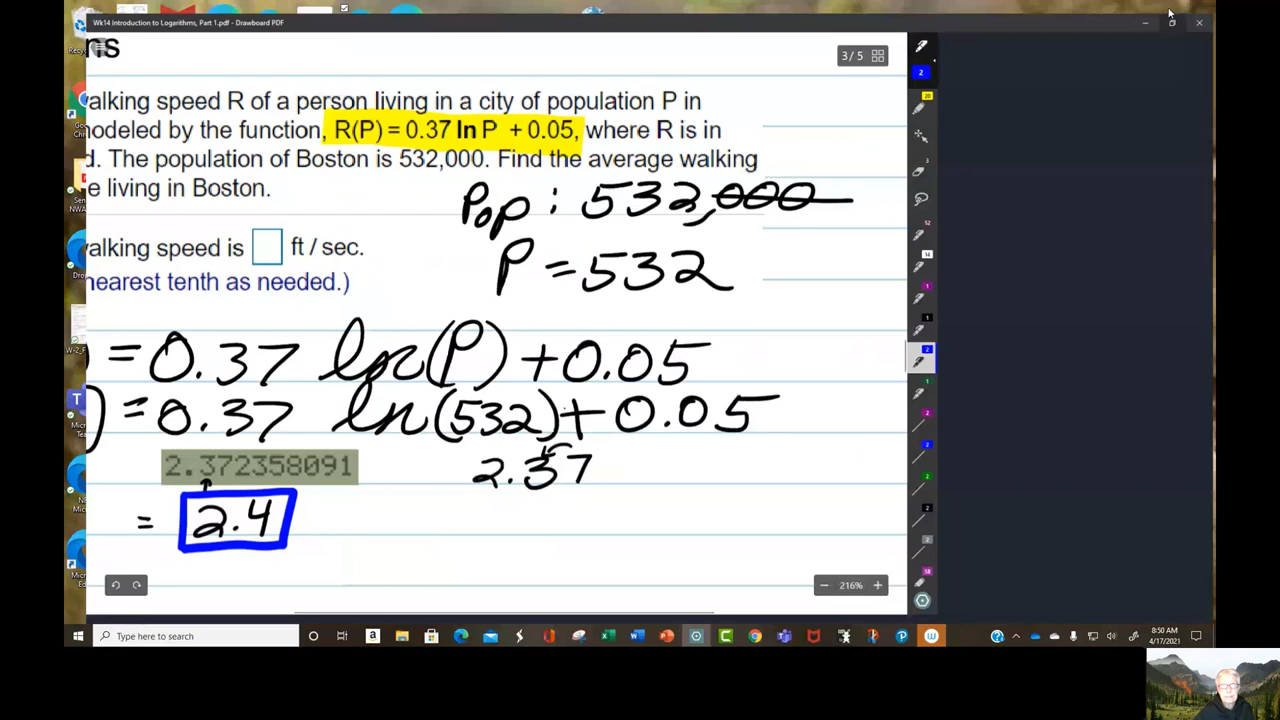 Wk14 Introduction to Logarithms, Part 1.pdf - Drawboard PDF
ns
3 / 5
alking speed R of a person living in a city of population P in
odeled by the function, R(P) = 0.37 ln P + 0.05, where R is in
d. The population of Boston is 532,000. Find the average walking
e living in Boston.
Pop : 532,000
alking speed is ft / sec.
P = 532
nearest tenth as needed.)
) = 0.37 ln(P) + 0.05
) = 0.37 ln(532) + 0.05
2.372358091
2.37
= 2.4
216%
Type here to search
8:50 AM
4/17/2021